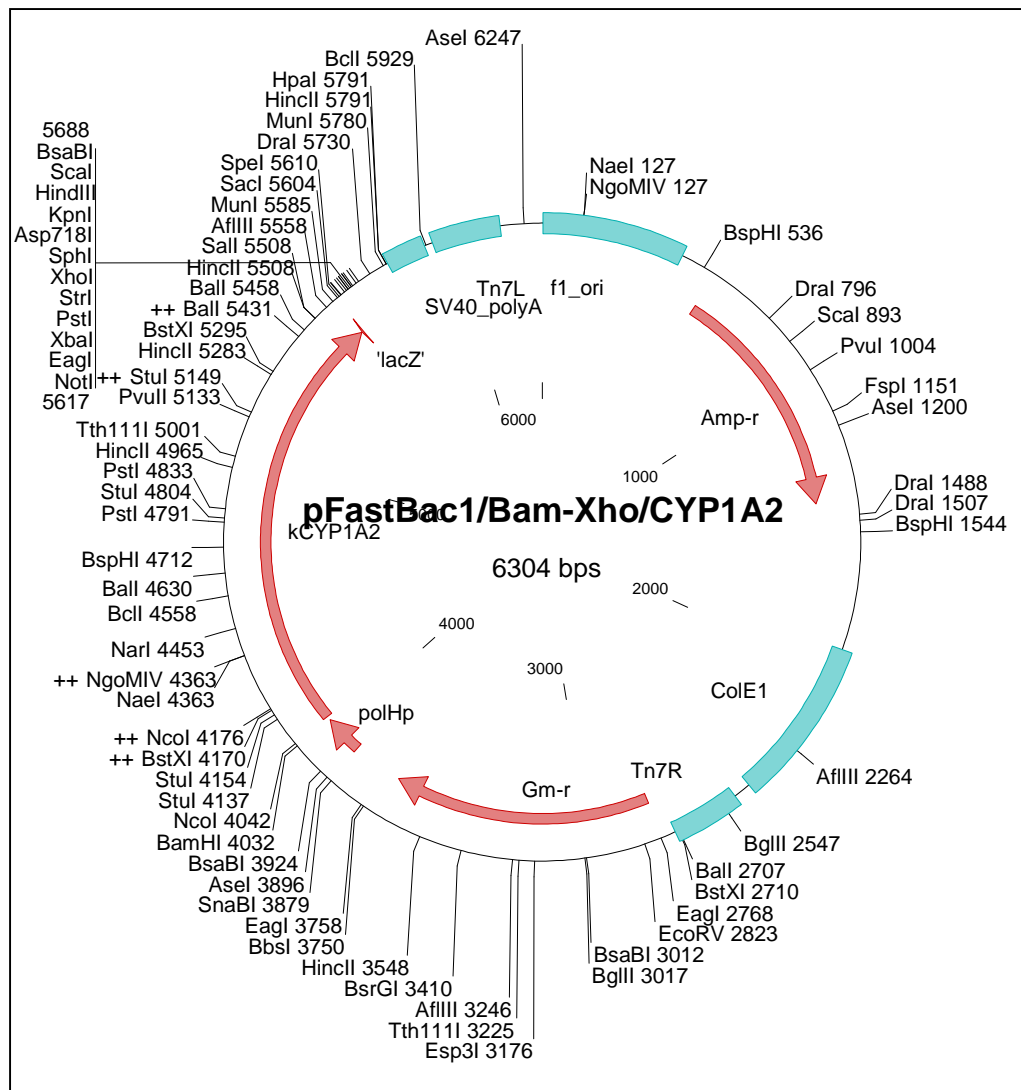 AseI 6247
BclI 5929
HpaI 5791
HincII 5791
MunI 5780
DraI 5730
SpeI 5610
SacI 5604
MunI 5585
AflIII 5558
SalI 5508
HincII 5508
BalI 5458
++ BalI 5431
BstXI 5295
HincII 5283
++ StuI 5149
PvuII 5133
Tth111I 5001
HincII 4965
PstI 4833
StuI 4804
PstI 4791
BspHI 4712
BalI 4630
BclI 4558
NarI 4453
++ NgoMIV 4363
NaeI 4363
++ NcoI 4176
++ BstXI 4170
StuI 4154
StuI 4137
NcoI 4042
BamHI 4032
BsaBI 3924
AseI 3896
SnaBI 3879
EagI 3758
BbsI 3750
HincII 3548
BsrGI 3410
AflIII 3246
Tth111I 3225
Esp3I 3176
5688
BsaBI
ScaI
HindIII
KpnI
Asp718I
SphI
XhoI
StrI
PstI
XbaI
EagI
NotI
5617
NaeI 127
NgoMIV 127
BspHI 536
DraI 796
ScaI 893
PvuI 1004
FspI 1151
AseI 1200
DraI 1488
DraI 1507
BspHI 1544
AflIII 2264
BglII 2547
BalI 2707
BstXI 2710
EagI 2768
EcoRV 2823
BsaBI 3012
BglII 3017
Tn7L
f1_ori
SV40_polyA
'lacZ'
Amp-r
6000
1000
5000
pFastBac1/Bam-Xho/CYP1A2
kCYP1A2
6304 bps
2000
4000
3000
ColE1
polHp
Tn7R
Gm-r